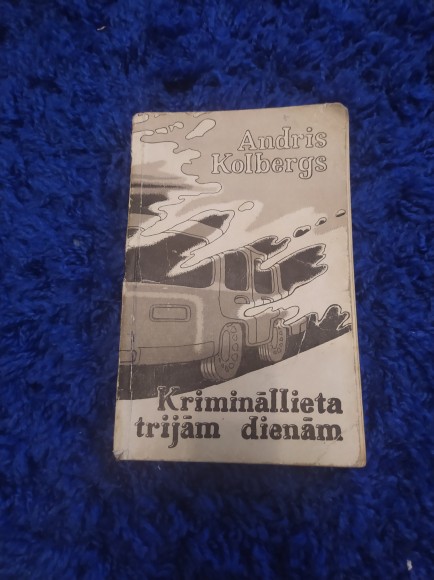 Andris
Kolbergs
Krimināllieta
trijām dienām